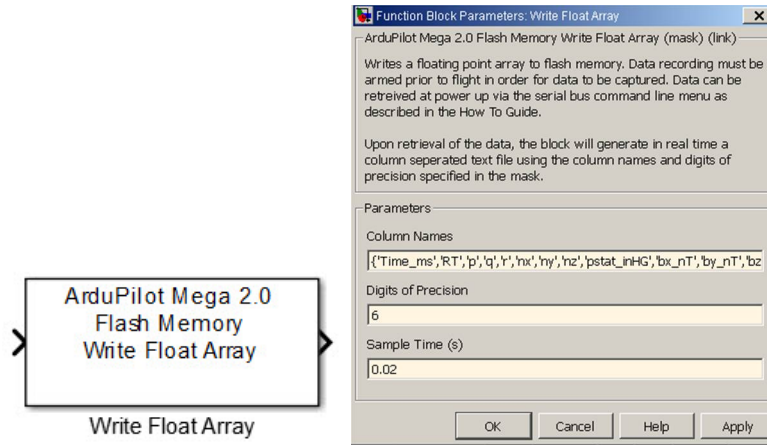 ArduPilot Mega 2.0
Flash Memory
Write Float Array
Write Float Array
Function Block Parameters: Write Float Array
ArduPilot Mega 2.0 Flash Memory Write Float Array (mask) (link)
Writes a floating point array to flash memory. Data recording must be
armed prior to flight in order for data to be captured. Data can be
retreived at power up via the serial bus command line menu as
described in the How To Guide.
Upon retrieval of the data, the block will generate in real time a
column seperated text file using the column names and digits of
precision specified in the mask.
Parameters
Column Names
{'Time_ms','RT','p','q','r','nx','ny','nz','pstat_inHG','bx_nT','by_nT','bz
Digits of Precision
6
Sample Time (s)
0.02
OK Cancel Help Apply